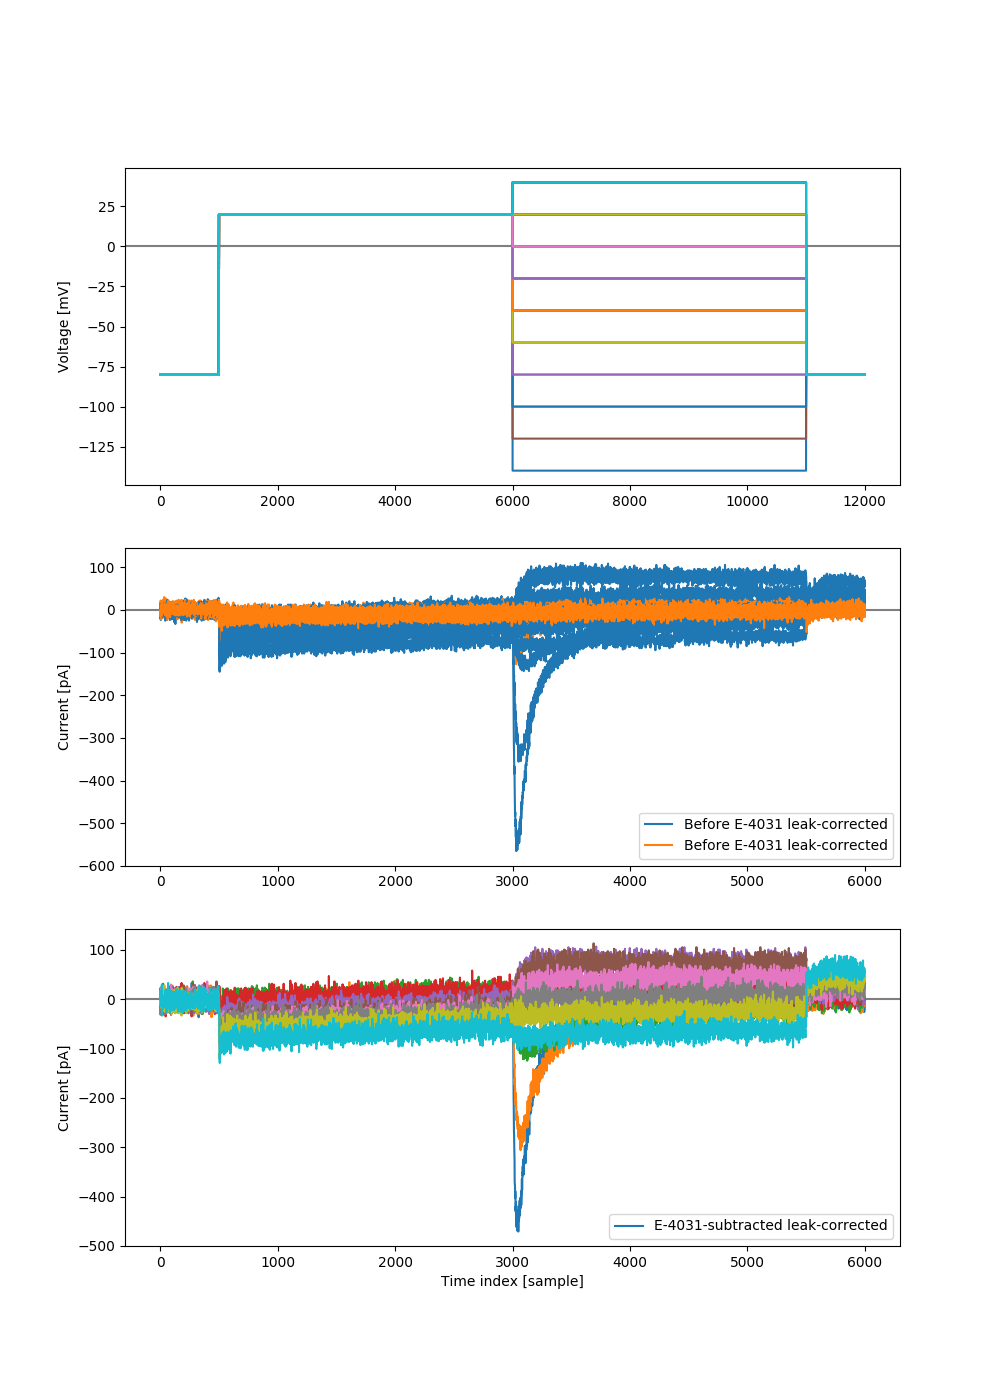 25
0
−25
−50
−75
−100
−125
Voltage [mV]
0 2000 4000 6000 8000 10000 12000
100
0
−100
−200
−300
−400
−500
−600
Current [pA]
Before E-4031 leak-corrected
Before E-4031 leak-corrected
0 1000 2000 3000 4000 5000 6000
100
0
−100
−200
−300
−400
−500
Current [pA]
E-4031-subtracted leak-corrected
0 1000 2000 3000 4000 5000 6000
Time index [sample]